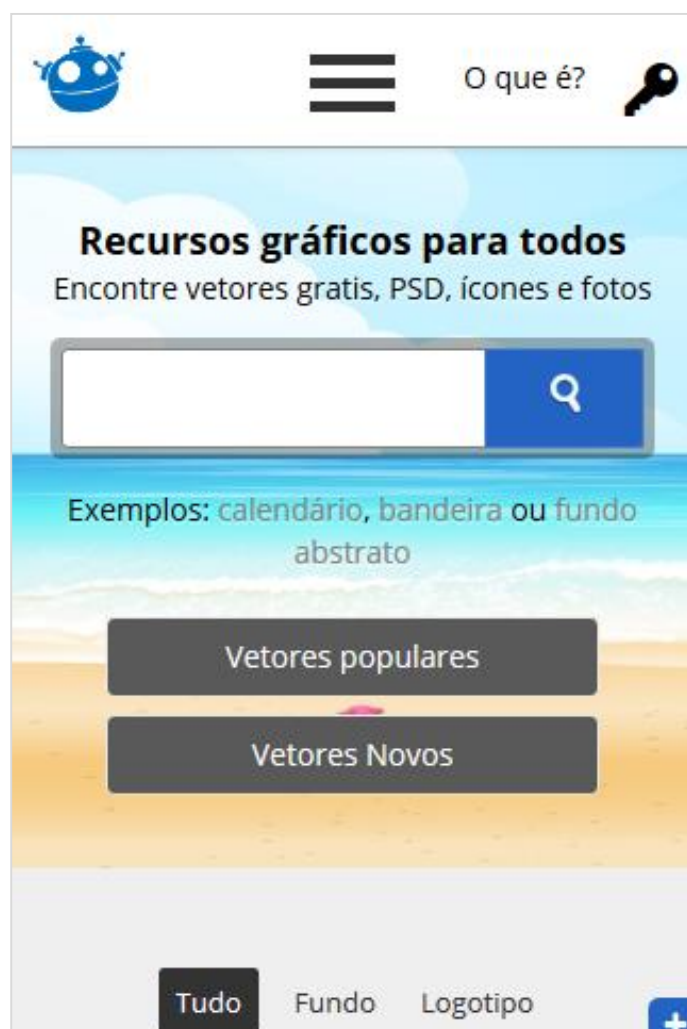 O que é?
Recursos gráficos para todos
Encontre vetores gratis, PSD, ícones e fotos
Exemplos: calendário, bandeira ou fundo
abstrato
Vetores populares
Vetores Novos
Tudo Fundo Logotipo